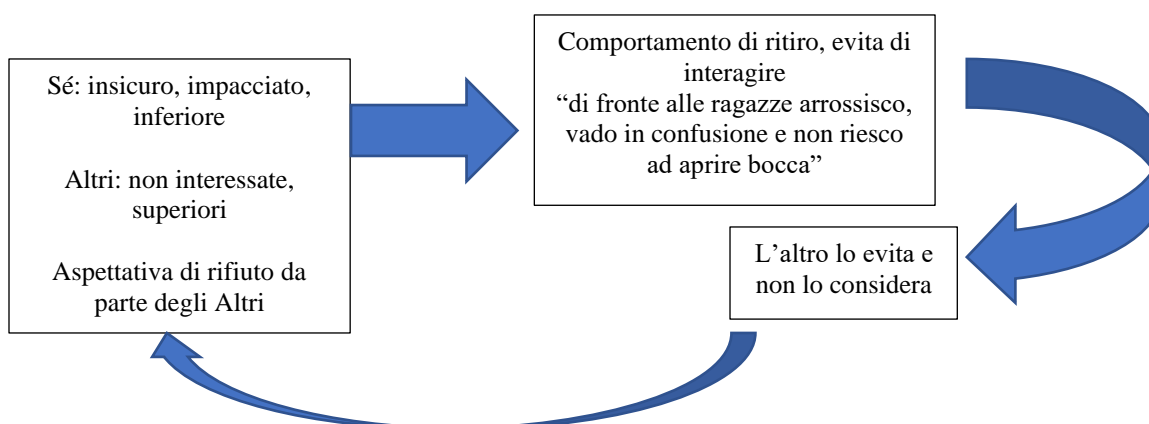 Sé: insicuro, impacciato,
inferiore
Altri: non interessate,
superiori
Aspettativa di rifiuto da
parte degli Altri
Comportamento di ritiro, evita di
interagire
“di fronte alle ragazze arrossisco,
vado in confusione e non riesco
ad aprire bocca”
L’altro lo evita e
non lo considera